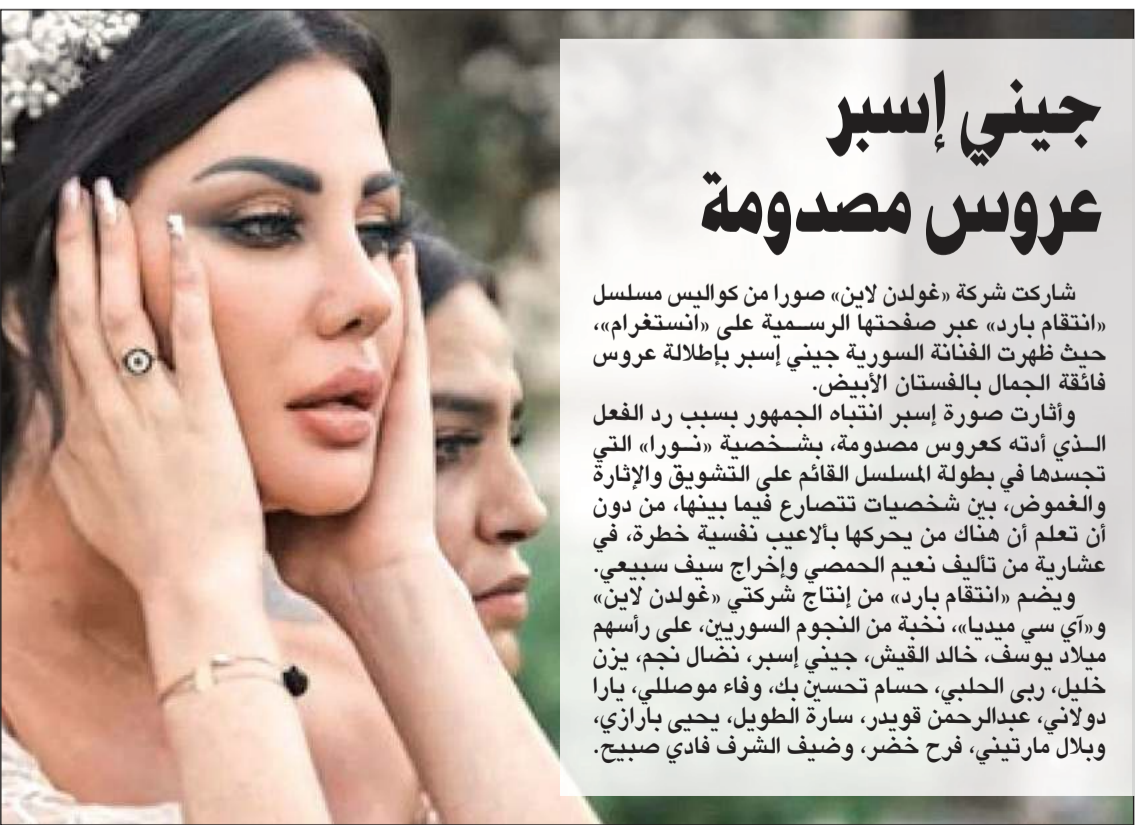 جيني إسبر
عروس مصدومة
شاركت شركة «غولدن لاين» صورا من كواليس مسلسل
«انتقام بارد» عبر صفحتها الرسـمية على «انستغرام»،
حيث ظهرت الفنانة السورية جيني إسبر بإطلالة عروس
فائقة الجمال بالفستان الأبيض.
وأثارت صورة إسبر انتباه الجمهور بسبب رد الفعل
الـذي أدته كعروس مصدومة، بشـخصية «نـورا» التي
تجسدها في بطولة المسلسل القائم على التشويق والإثارة
والغموض، بين شخصيات تتصارع فيما بينها، من دون
أن تعلم أن هناك من يحركها بألاعيب نفسية خطرة، في
عشارية من تأليف نعيم الحمصي وإخراج سيف سبيعي.
ويضم «انتقام بارد» من إنتاج شركتي «غولدن لاين»
و«آي سي ميديا»، نخبة من النجوم السوريين، على رأسهم
ميلاد يوسف، خالد القيش، جيني إسبر، نضال نجم، يزن
خليل، ربى الحلبي، حسام تحسين بك، وفاء موصللي، يارا
دولاني، عبدالرحمن قويدر، سارة الطويل، يحيى بارازي،
وبلال مارتيني، فرح خضر، وضيف الشرف فادي صبيح.